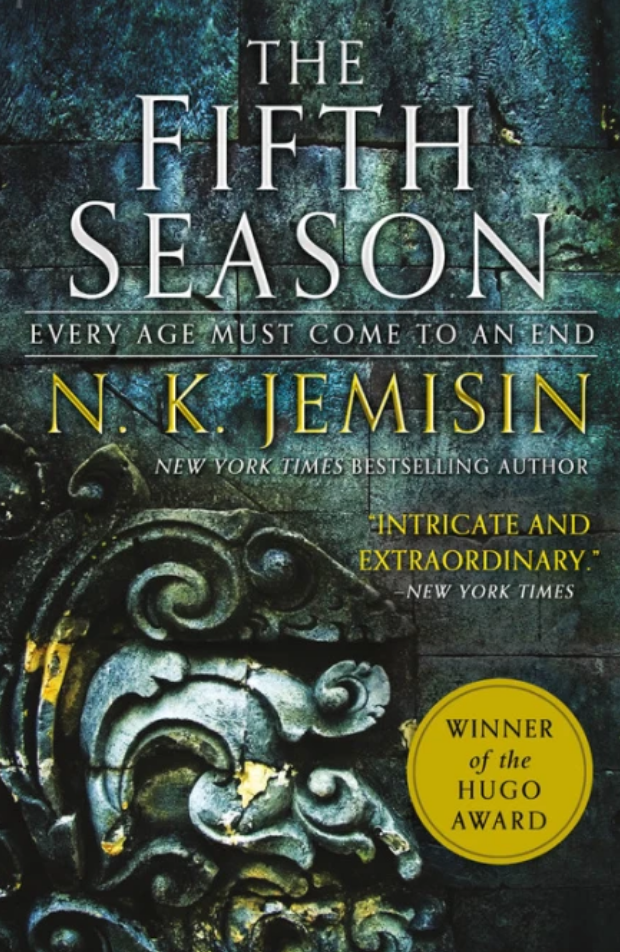 THE
FIFTH
SEASON
EVERY AGE MUST COME TO AN END
N. K. JEMISIN
NEW YORK TIMES BESTSELLING AUTHOR
“INTRICATE AND
EXTRAORDINARY.”
–NEW YORK TIMES
WINNER
of the
HUGO
AWARD